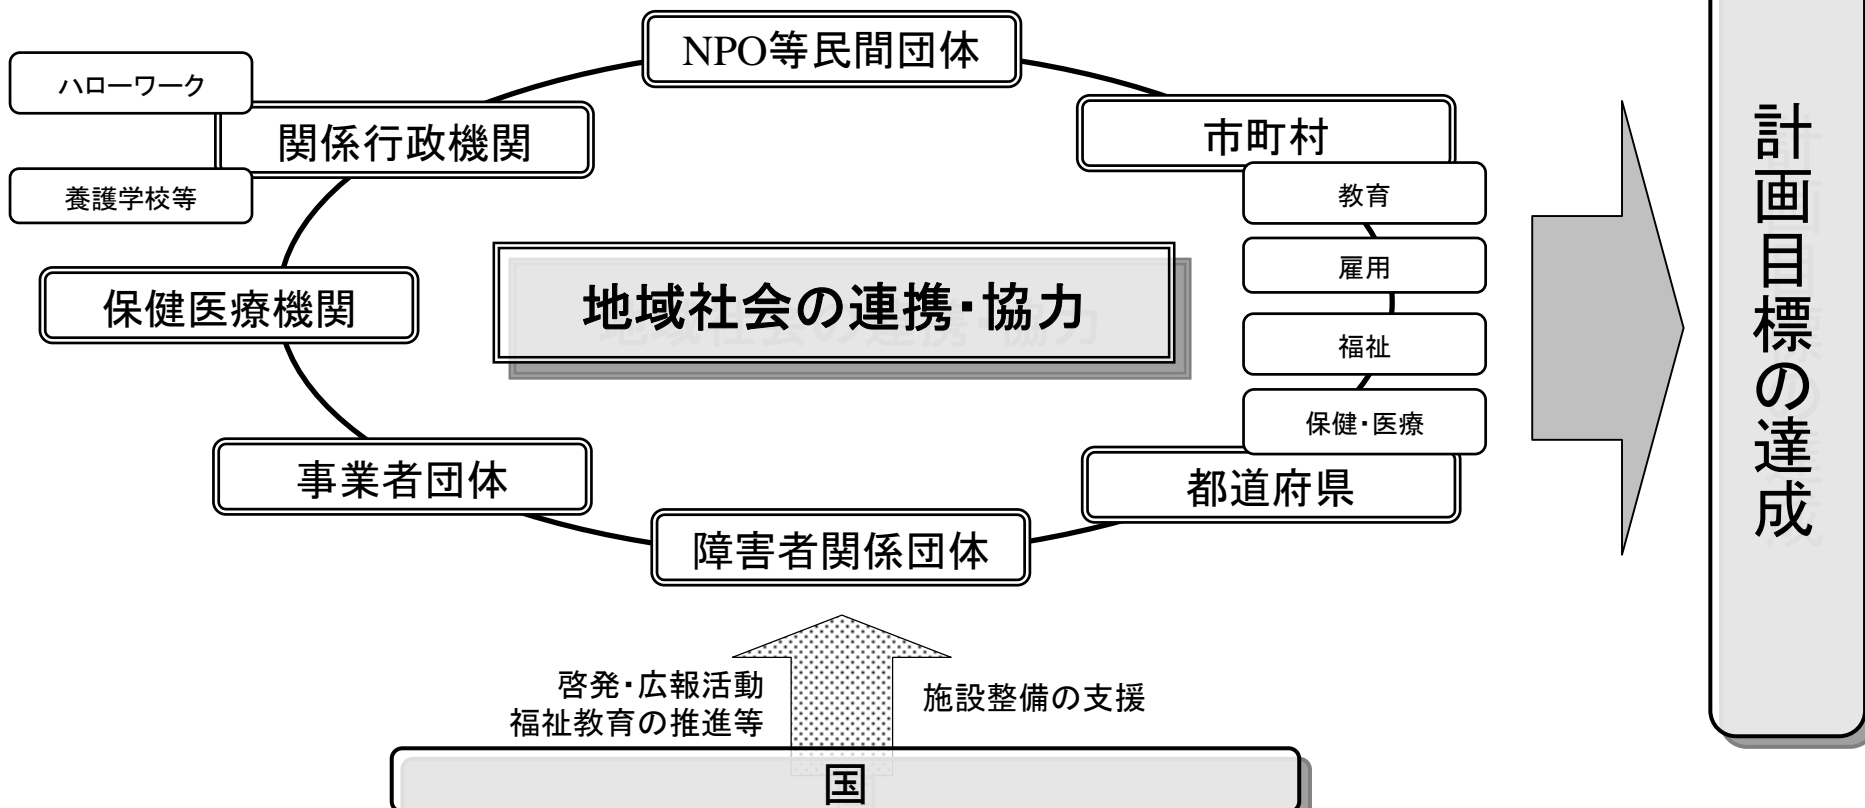 NPO等民間団体
ハローワーク
関係行政機関
養護学校等
市町村
教育
雇用
福祉
保健・医療
保健医療機関
地域社会の連携・協力
事業者団体
都道府県
障害者関係団体
啓発・広報活動
福祉教育の推進等
施設整備の支援
国
計画目標の達成